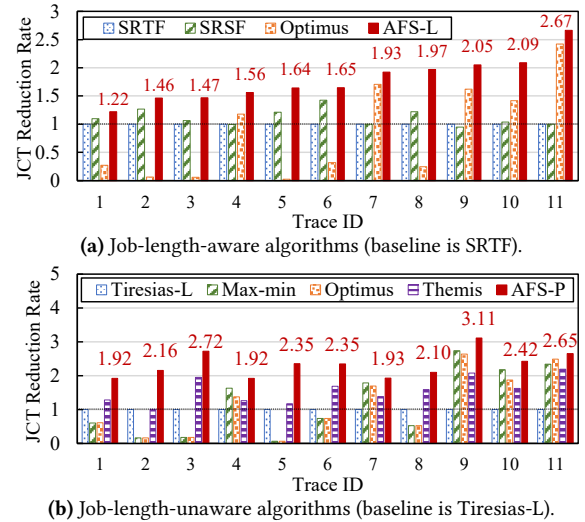 SRTF SRSF Optimus AFS-L
JCT Reduction Rate
3
2.5
2
1.5
1
0.5
0
1.22 1.46 1.47 1.56 1.64 1.65 1.93 1.97 2.05 2.09 2.67
1 2 3 4 5 6 7 8 9 10 11
Trace ID
(a) Job-length-aware algorithms (baseline is SRTF).
Tiresias-L Max-min Optimus Themis AFS-P
JCT Reduction Rate
5
4
3
2
1
0
1.92 2.16 2.72 1.92 2.35 2.35 1.93 2.10 3.11 2.42 2.65
1 2 3 4 5 6 7 8 9 10 11
Trace ID
(b) Job-length-unaware algorithms (baseline is Tiresias-L).